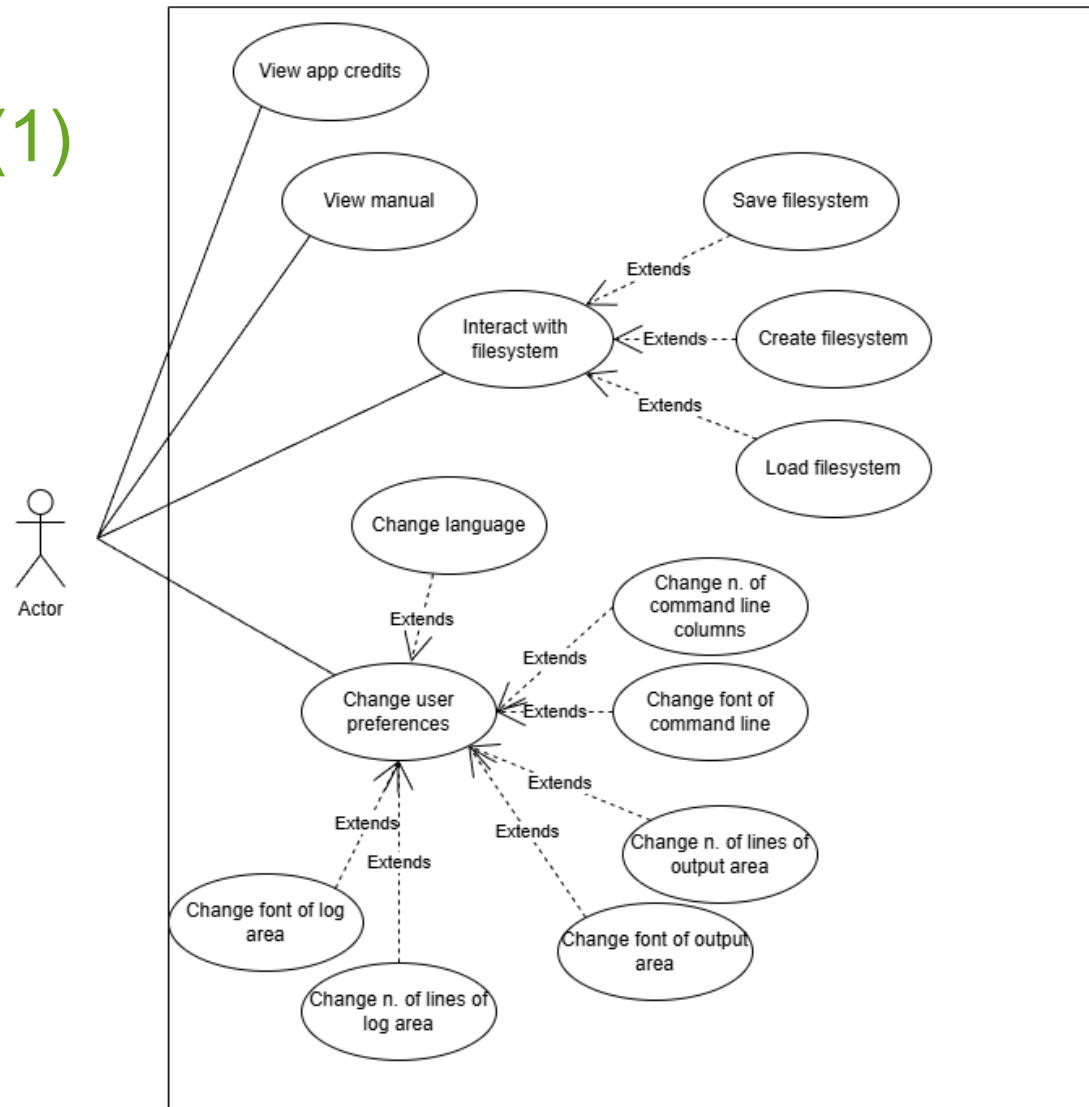 (1)
View app credits
View manual
Save filesystem
Extends
Interact with
filesystem
Extends
Create filesystem
Extends
Load filesystem
Change language
Actor
Extends
Change n. of
command line
columns
Extends
Change user
preferences
Extends
Change font of
command line
Extends
Extends
Extends
Extends
Change n. of lines of
output area
Change font of log
area
Change font of output
area
Change n. of lines of
log area